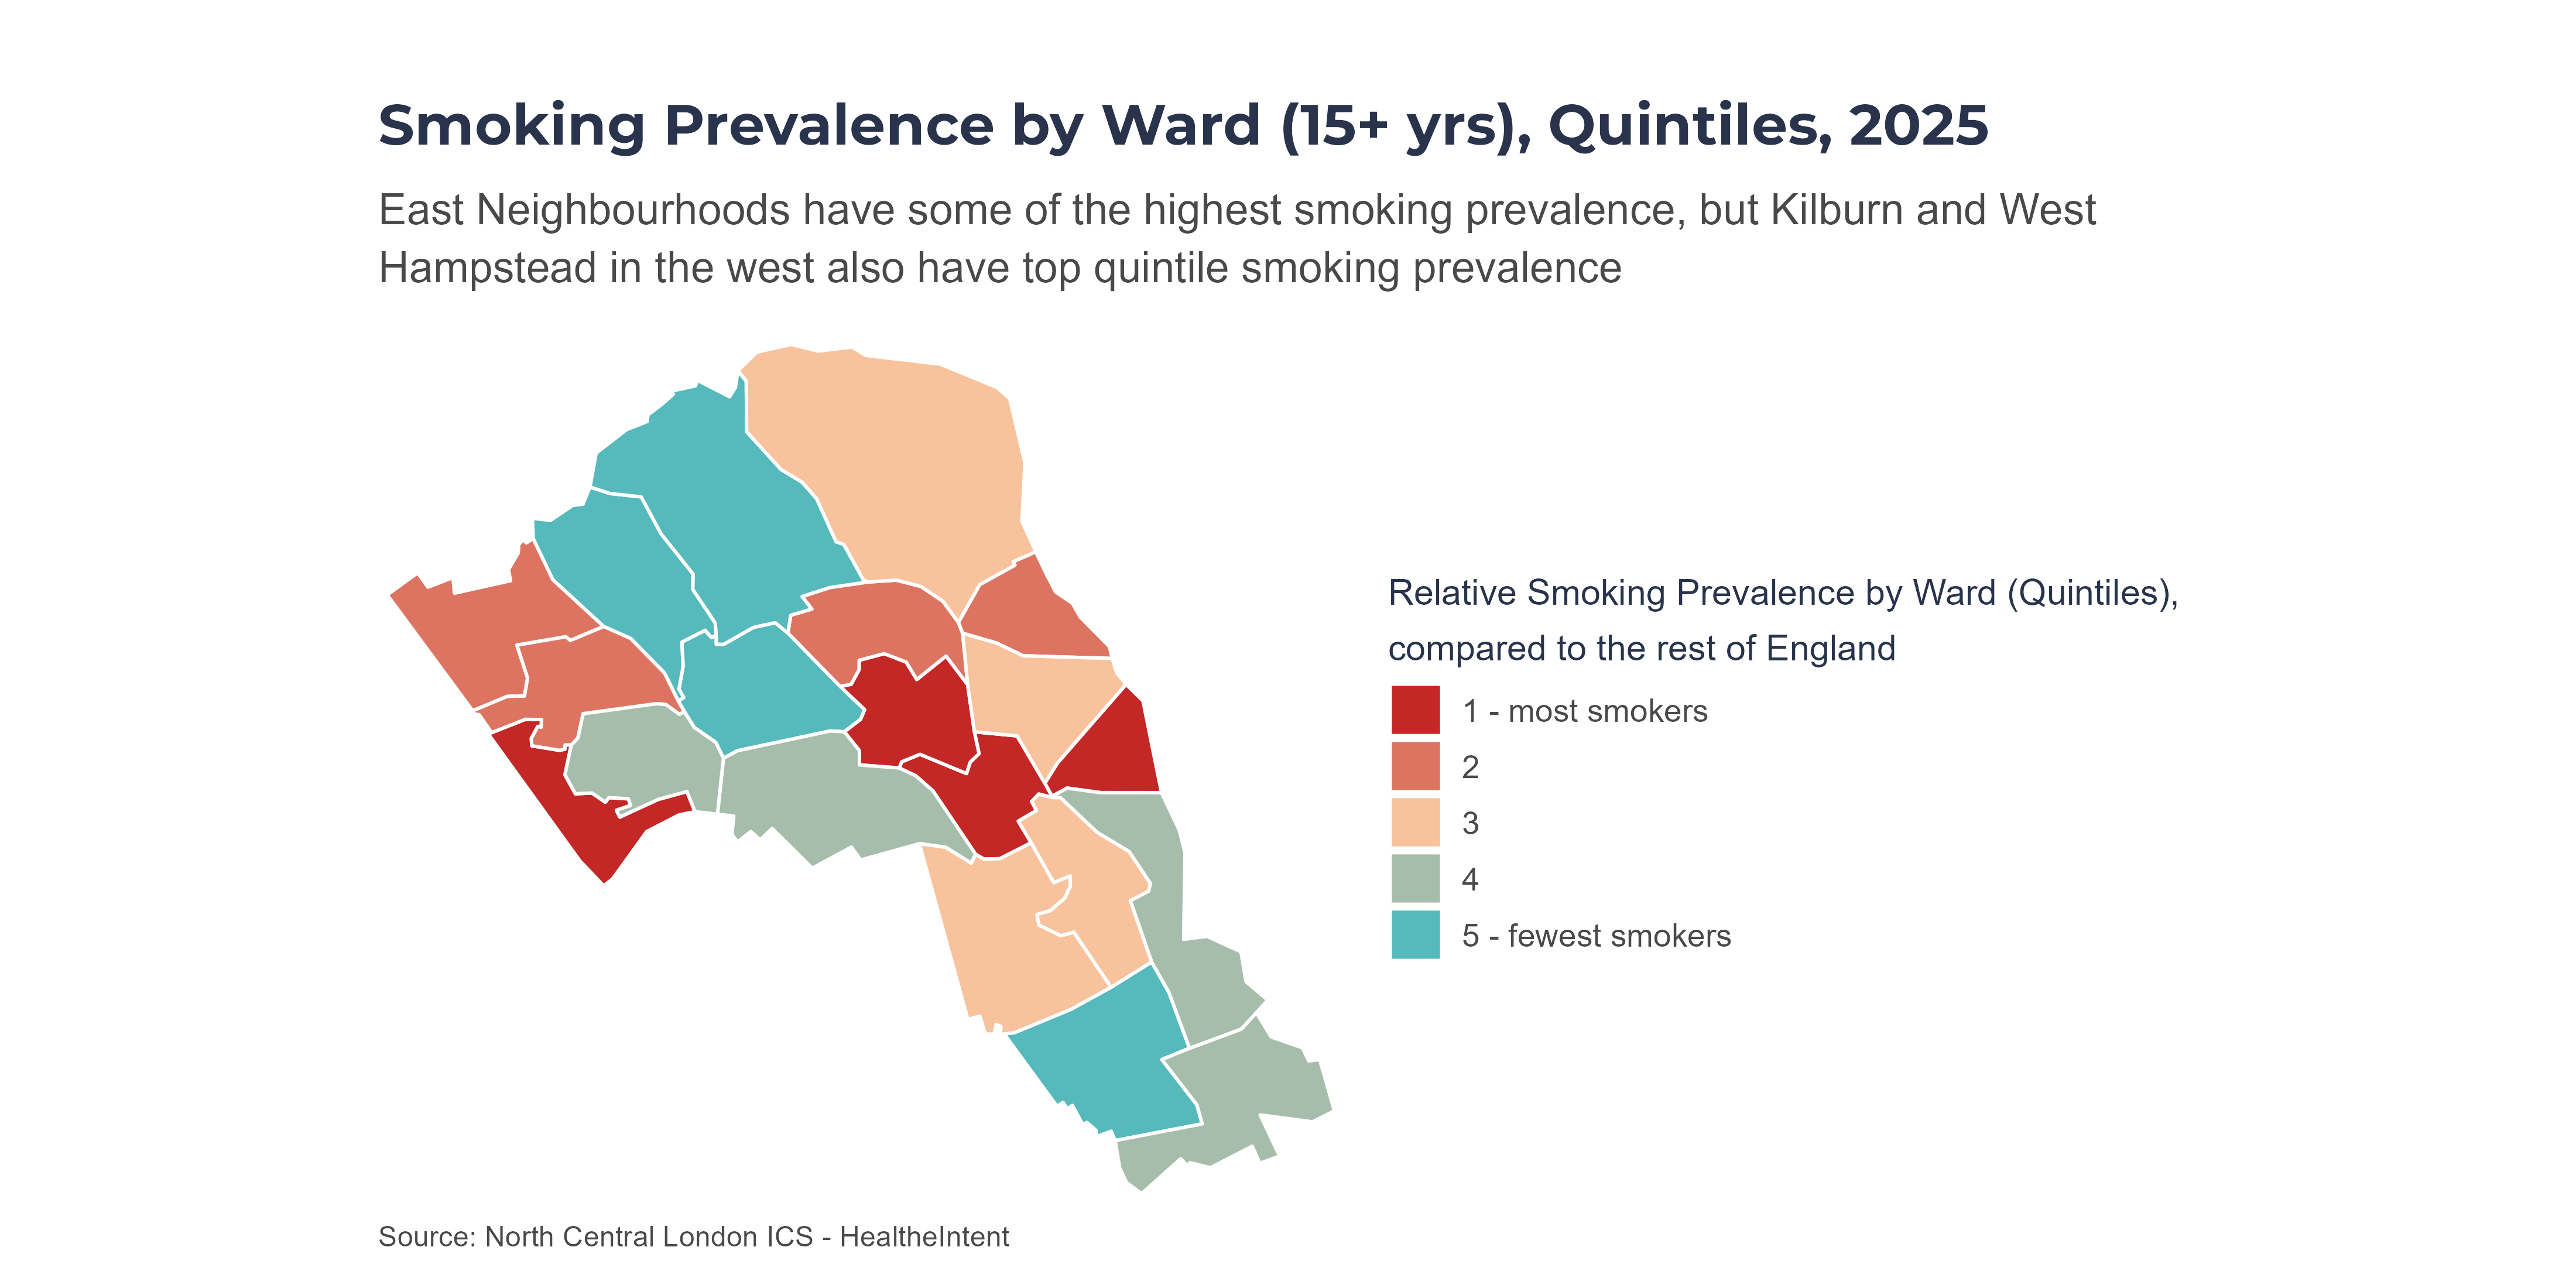 Smoking Prevalence by Ward (15+ yrs), Quintiles, 2025
East Neighbourhoods have some of the highest smoking prevalence, but Kilburn and West
Hampstead in the west also have top quintile smoking prevalence
Relative Smoking Prevalence by Ward (Quintiles),
compared to the rest of England
1 - most smokers
2
3
4
5 - fewest smokers
Source: North Central London ICS - HealtheIntent